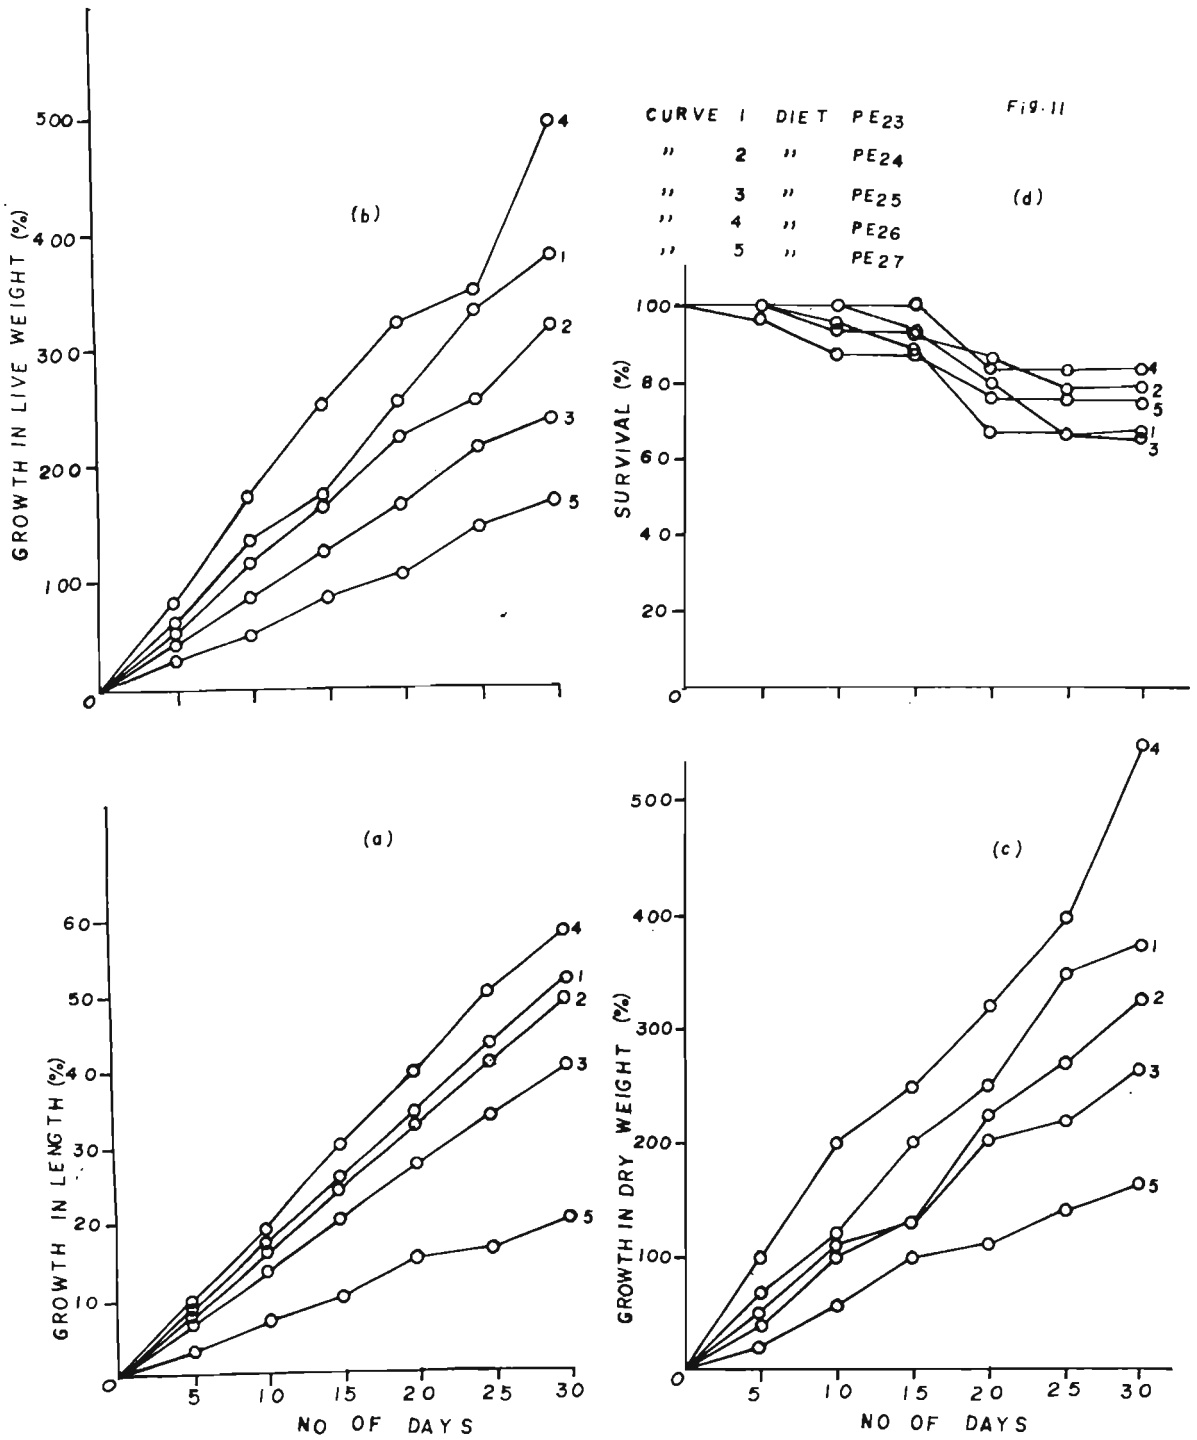 Fig.11
CURVE 1 DIET PE23
" 2 " PE24
" 3 " PE25
" 4 " PE26
" 5 " PE27
(b)
GROWTH IN LIVE WEIGHT (%)
500
400
300
200
100
0
4
1
2
3
5
(d)
SURVIVAL (%)
100
80
60
40
20
0
4
2
5
1
3
(a)
GROWTH IN LENGTH (%)
60
50
40
30
20
10
0
4
1
2
3
5
5 10 15 20 25 30
NO OF DAYS
(c)
GROWTH IN DRY WEIGHT (%)
500
400
300
200
100
0
4
1
2
3
5
5 10 15 20 25 30
NO OF DAYS